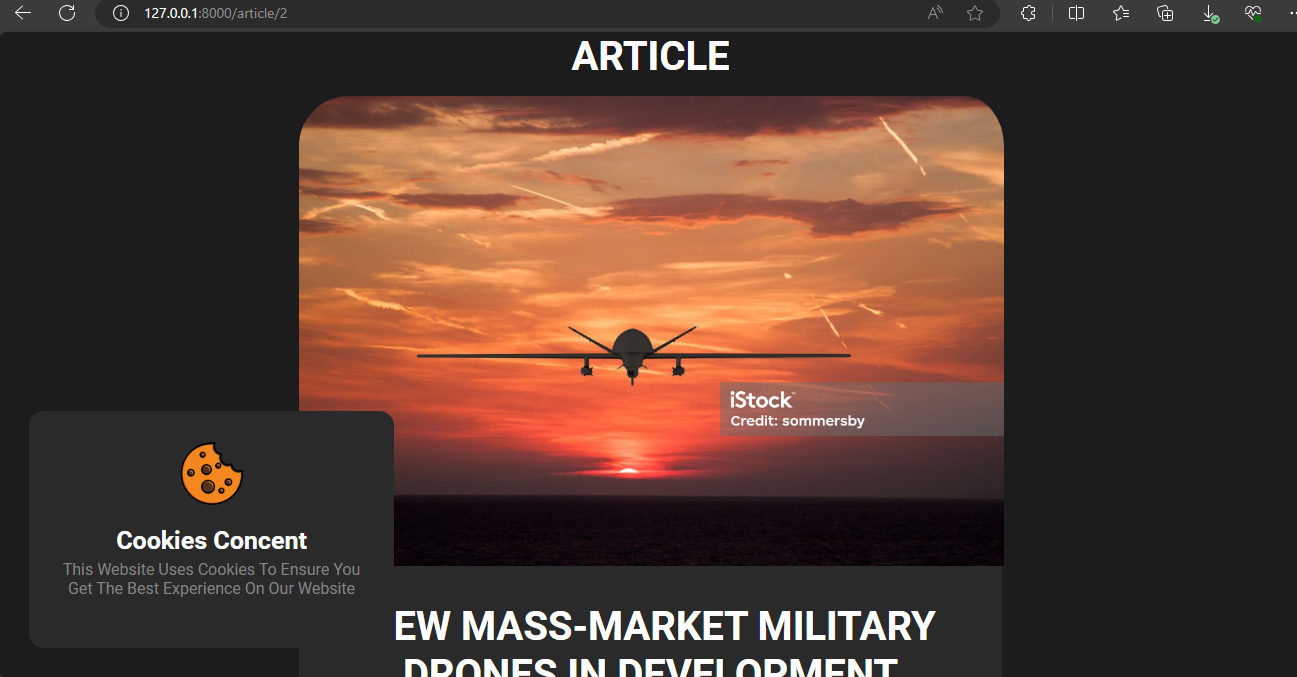 127.0.0.1:8000/article/2
ARTICLE
iStock
Credit: sommersby
Cookies Concent
This Website Uses Cookies To Ensure You
Get The Best Experience On Our Website
EW MASS-MARKET MILITARY
DRONES IN DEVELOPMENT